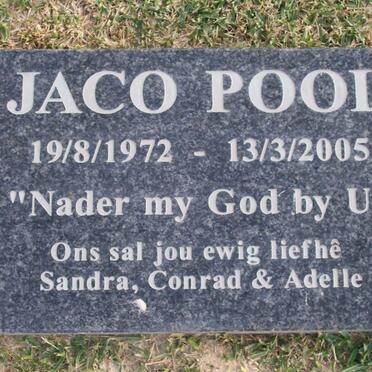 JACO POOL
19/8/1972 - 13/3/2005
"Nader my God by U
Ons sal jou ewig liefhê
Sandra, Conrad & Adelle